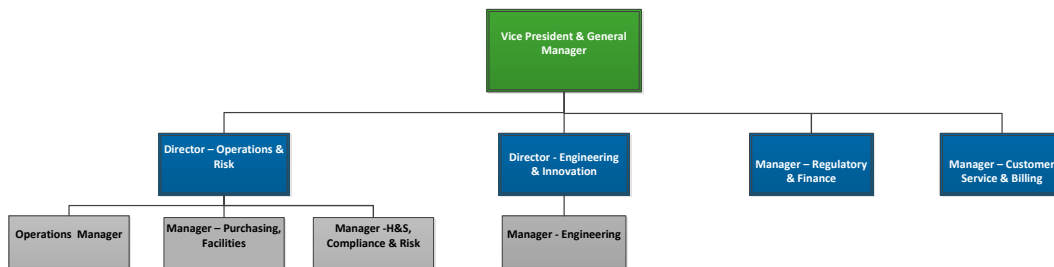 Vice President & General
Manager
Director – Operations &
Risk
Director - Engineering
& Innovation
Manager – Regulatory
& Finance
Manager – Customer
Service & Billing
Operations Manager
Manager – Purchasing,
Facilities
Manager -H&S,
Compliance & Risk
Manager - Engineering